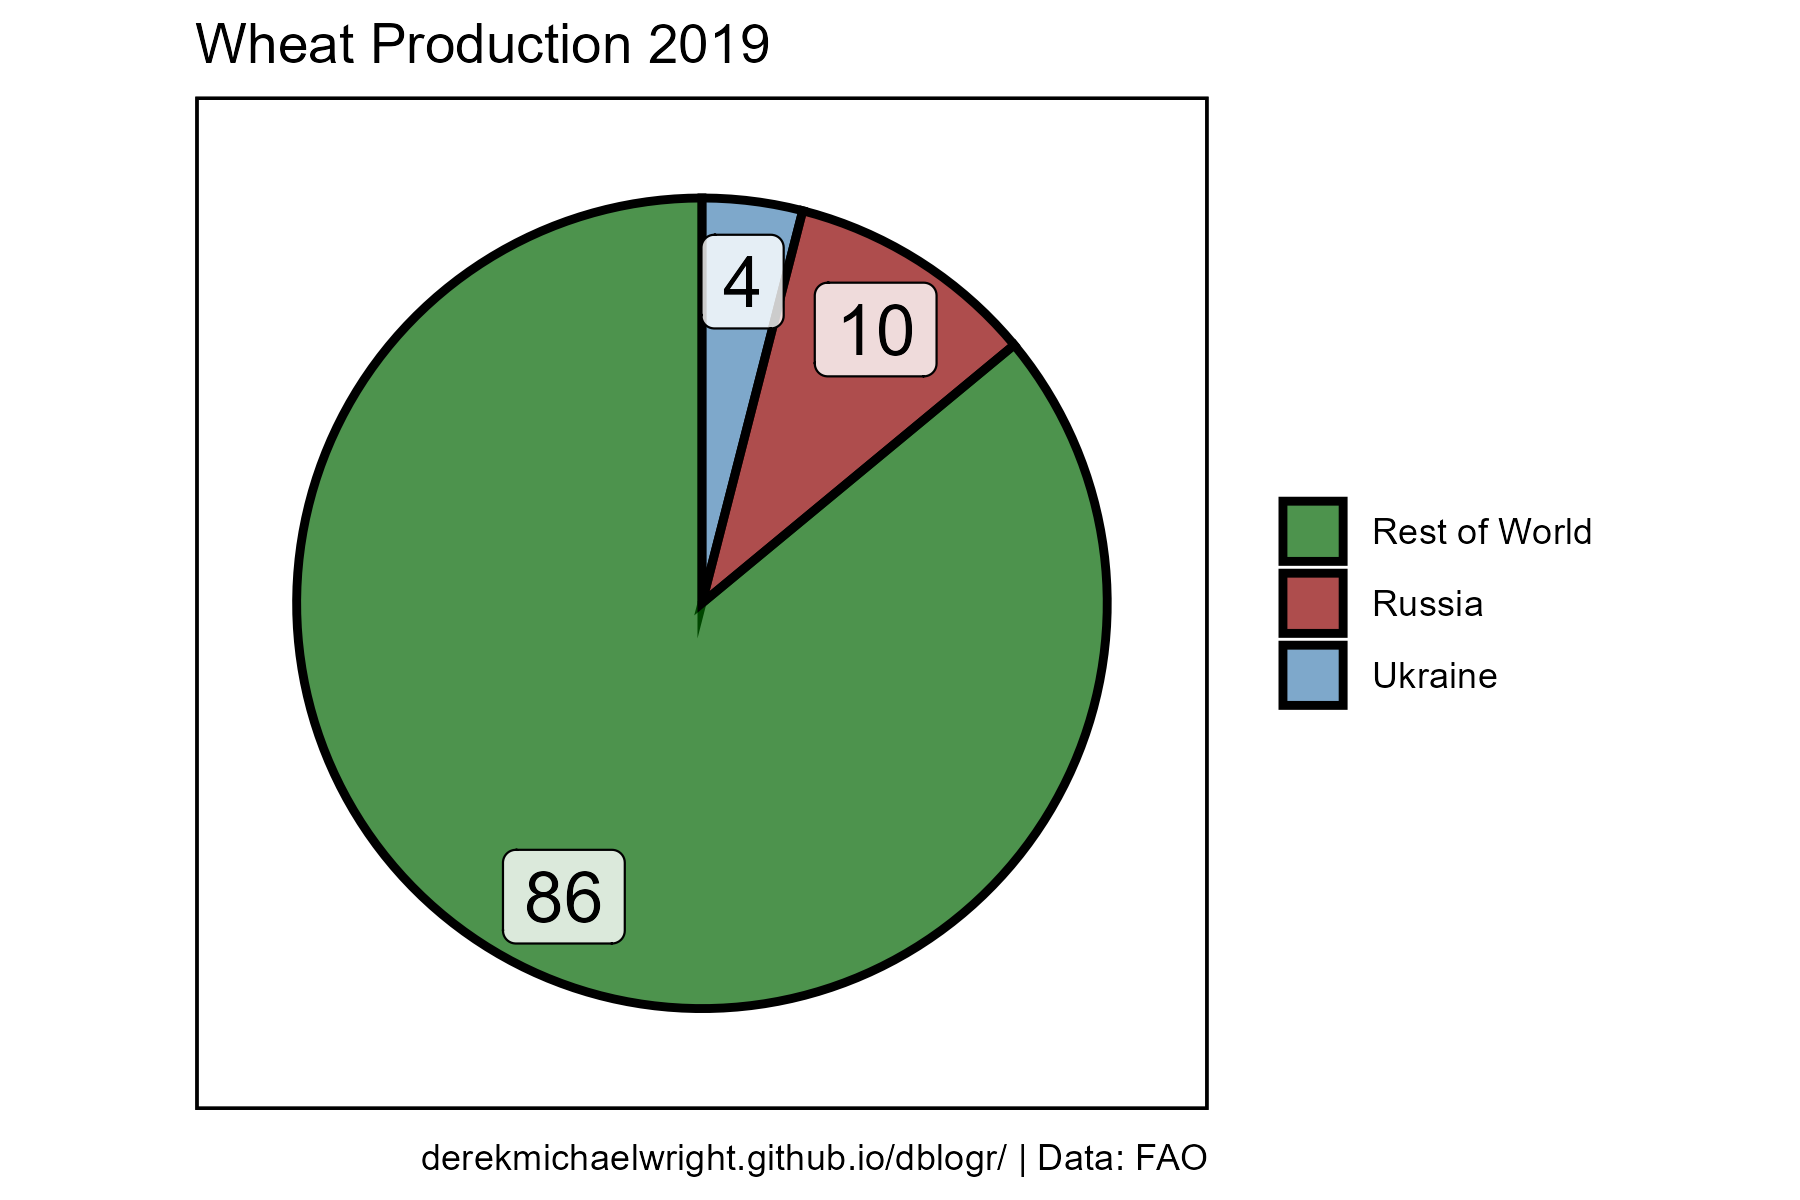 Wheat Production 2019
4
10
86
Rest of World
Russia
Ukraine
derekmichaelwright.github.io/dblogr/ | Data: FAO